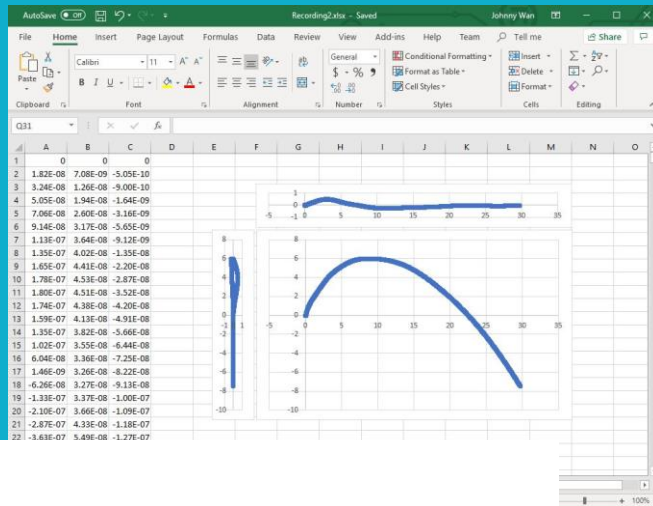 AutoSave Off Recording2.xlsx - Saved Johnny Wan
File Home Insert Page Layout Formulas Data Review View Add-ins Help Team Tell me Share
Paste
Calibri 11 A^ A˅
B I U A
General
$ % 9
Conditional Formatting
Format as Table
Cell Styles
Insert
Delete
Format
Clipboard Font Alignment Number Styles Cells Editing
Q31 fx
A B C D E F G H I J K L M N O
1 0 0 0
2 1.82E-08 7.08E-09 -5.05E-10
3 3.24E-08 1.26E-08 -9.00E-10
4 5.05E-08 1.94E-08 -1.64E-09
5 7.06E-08 2.60E-08 -3.16E-09
6 9.14E-08 3.17E-08 -5.65E-09
7 1.13E-07 3.64E-08 -9.12E-09
8 1.35E-07 4.02E-08 -1.35E-08
9 1.65E-07 4.41E-08 -2.20E-08
10 1.78E-07 4.53E-08 -2.87E-08
11 1.80E-07 4.51E-08 -3.52E-08
12 1.74E-07 4.38E-08 -4.20E-08
13 1.59E-07 4.13E-08 -4.91E-08
14 1.35E-07 3.82E-08 -5.66E-08
15 1.02E-07 3.55E-08 -6.44E-08
16 6.04E-08 3.36E-08 -7.25E-08
17 1.46E-09 3.26E-08 -8.22E-08
18 -6.26E-08 3.27E-08 -9.13E-08
19 -1.33E-07 3.37E-08 -1.00E-07
20 -2.10E-07 3.66E-08 -1.09E-07
21 -2.87E-07 4.33E-08 -1.18E-07
22 -3.63E-07 5.49E-08 -1.27E-07
1
0
-5 -1 0 5 10 15 20 25 30 35
8
6
4
2
0
-1 1
-2
-4
-6
-8
-10
8
6
4
2
0
-5 0 5 10 15 20 25 30 35
-2
-4
-6
-8
-10
100%